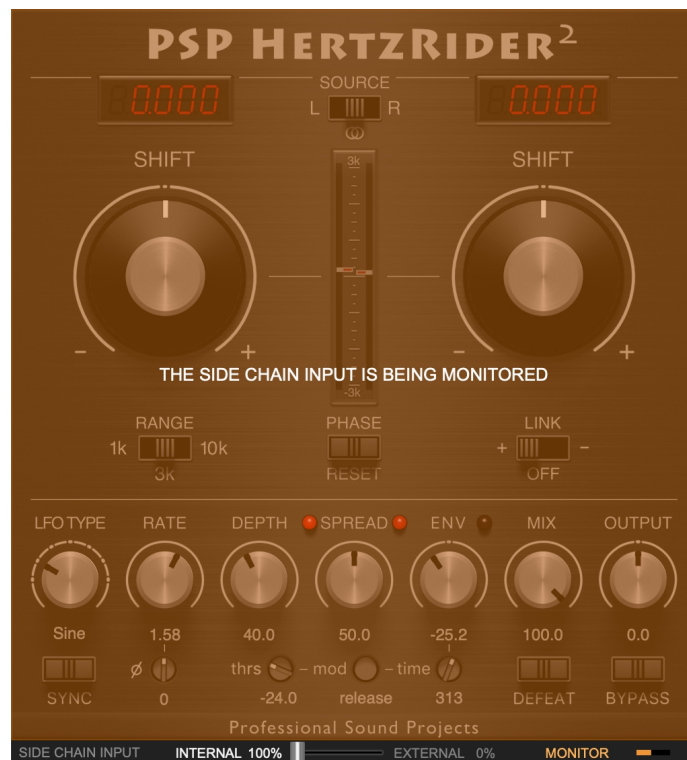 PSP HERTZRIDER²
0.000 SOURCE 0.000
L R
SHIFT 3k SHIFT
- + - +
THE SIDE CHAIN INPUT IS BEING MONITORED
-3k
RANGE PHASE LINK
1k 10k + -
3k RESET OFF
LFO TYPE RATE DEPTH SPREAD ENV MIX OUTPUT
Sine 1.58 40.0 50.0 -25.2 100.0 0.0
ø thrs - mod - time
SYNC 0 -24.0 release 313 DEFEAT BYPASS
Professional Sound Projects
SIDE CHAIN INPUT INTERNAL 100% EXTERNAL 0% MONITOR